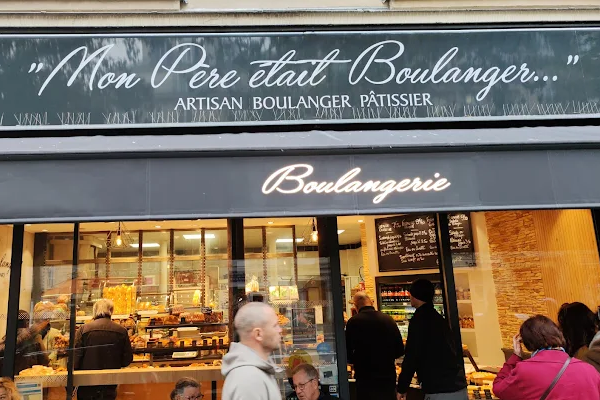 "Mon Père était Boulanger..."
ARTISAN BOULANGER PÂTISSIER
Boulangerie